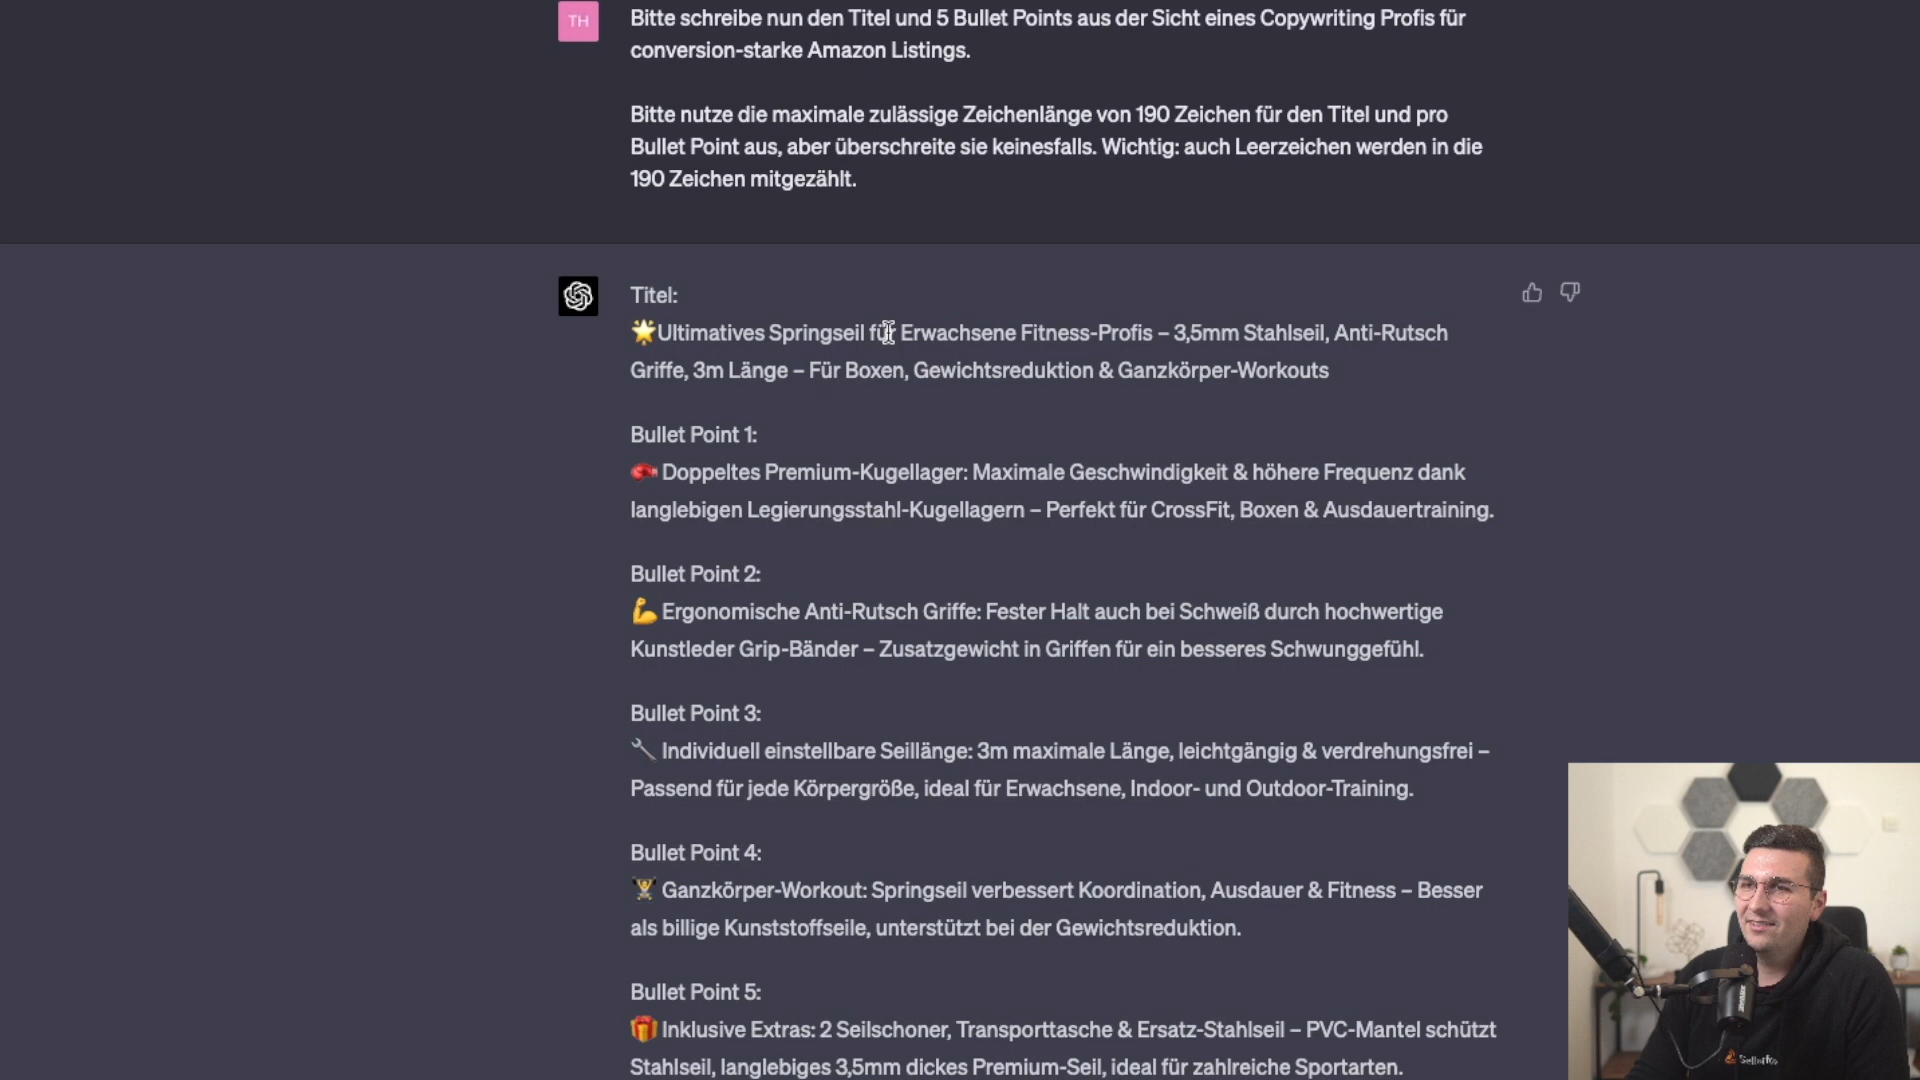 TH
Bitte schreibe nun den Titel und 5 Bullet Points aus der Sicht eines Copywriting Profis für
conversion-starke Amazon Listings.
Bitte nutze die maximale zulässige Zeichenlänge von 190 Zeichen für den Titel und pro
Bullet Point aus, aber überschreite sie keinesfalls. Wichtig: auch Leerzeichen werden in die
190 Zeichen mitgezählt.
Titel:
🌟Ultimatives Springseil für Erwachsene Fitness-Profis – 3,5mm Stahlseil, Anti-Rutsch
Griffe, 3m Länge – Für Boxen, Gewichtsreduktion & Ganzkörper-Workouts
Bullet Point 1:
🥊 Doppeltes Premium-Kugellager: Maximale Geschwindigkeit & höhere Frequenz dank
langlebigen Legierungsstahl-Kugellagern – Perfekt für CrossFit, Boxen & Ausdauertraining.
Bullet Point 2:
💪 Ergonomische Anti-Rutsch Griffe: Fester Halt auch bei Schweiß durch hochwertige
Kunstleder Grip-Bänder – Zusatzgewicht in Griffen für ein besseres Schwunggefühl.
Bullet Point 3:
🔧 Individuell einstellbare Seillänge: 3m maximale Länge, leichtgängig & verdrehungsfrei –
Passend für jede Körpergröße, ideal für Erwachsene, Indoor- und Outdoor-Training.
Bullet Point 4:
🏋️ Ganzkörper-Workout: Springseil verbessert Koordination, Ausdauer & Fitness – Besser
als billige Kunststoffseile, unterstützt bei der Gewichtsreduktion.
Bullet Point 5:
🎁 Inklusive Extras: 2 Seilschoner, Transporttasche & Ersatz-Stahlseil – PVC-Mantel schützt
Stahlseil, langlebiges 3,5mm dickes Premium-Seil, ideal für zahlreiche Sportarten.